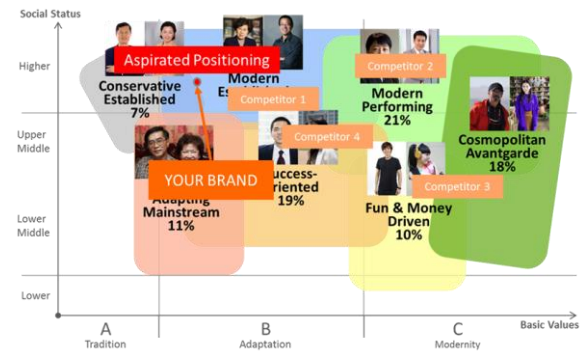 Social Status
Higher
Upper
Middle
Lower
Middle
Lower
Aspirated Positioning
Conservative
Established
7%
Modern
Competitor 1
Competitor 2
Modern
Performing
21%
Cosmopolitan
Avantgarde
18%
Competitor 4
YOUR BRAND
Adapting
Mainstream
11%
19%
Competitor 3
Fun & Money
Driven
10%
A
B
C
Basic Values
Tradition
Adaptation
Modernity